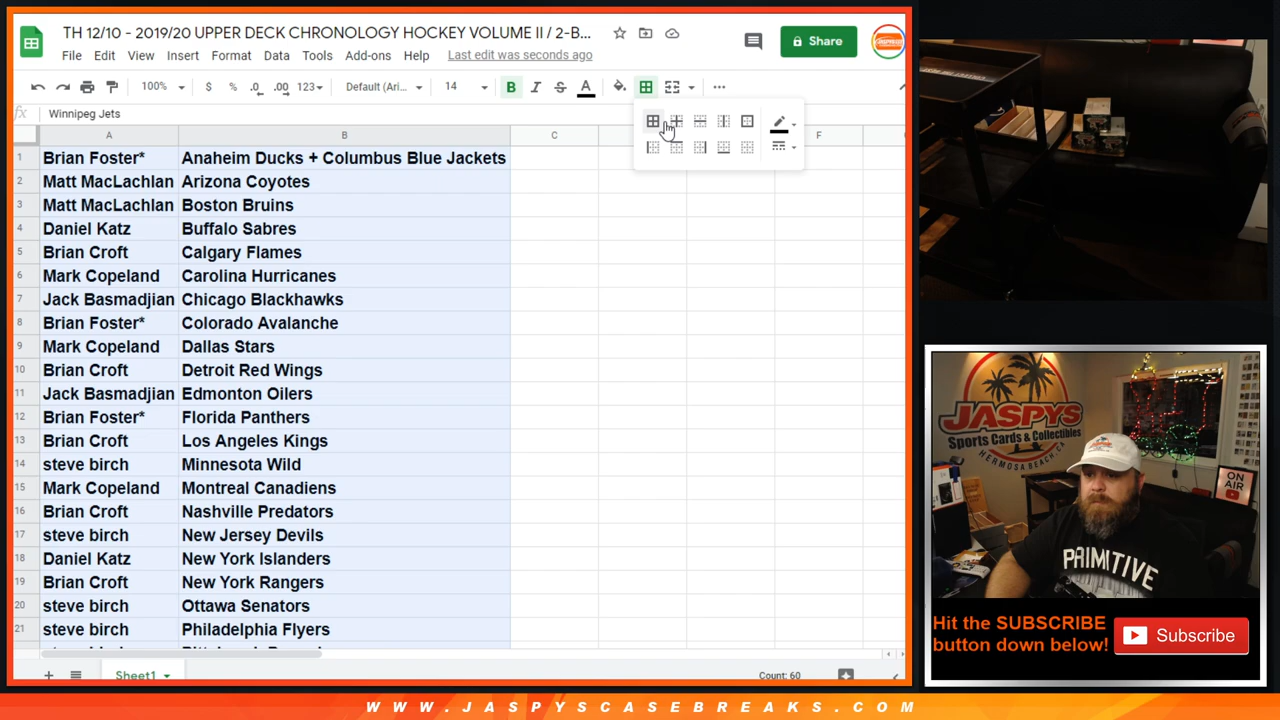 TH 12/10 - 2019/20 UPPER DECK CHRONOLOGY HOCKEY VOLUME II / 2-B...
Share
File Edit View Insert Format Data Tools Add-ons Help Last edit was seconds ago
100% $ % .0 .00 123 Default (Ari... 14 B I S A
fx Winnipeg Jets
A B C F
1 Brian Foster* Anaheim Ducks + Columbus Blue Jackets
2 Matt MacLachlan Arizona Coyotes
3 Matt MacLachlan Boston Bruins
4 Daniel Katz Buffalo Sabres
5 Brian Croft Calgary Flames
6 Mark Copeland Carolina Hurricanes
7 Jack Basmadjian Chicago Blackhawks
8 Brian Foster* Colorado Avalanche
9 Mark Copeland Dallas Stars
10 Brian Croft Detroit Red Wings
11 Jack Basmadjian Edmonton Oilers
12 Brian Foster* Florida Panthers
13 Brian Croft Los Angeles Kings
14 steve birch Minnesota Wild
15 Mark Copeland Montreal Canadiens
16 Brian Croft Nashville Predators
17 steve birch New Jersey Devils
18 Daniel Katz New York Islanders
19 Brian Croft New York Rangers
20 steve birch Ottawa Senators
21 steve birch Philadelphia Flyers
Sheet1
Count: 60
JASPYS
Sports Cards & Collectibles
HERMOSA BEACH, CA
ON
AIR
PRIMITIVE
Hit the SUBSCRIBE
button down below!
Subscribe
WWW.JASPYSCASEBREAKS.COM